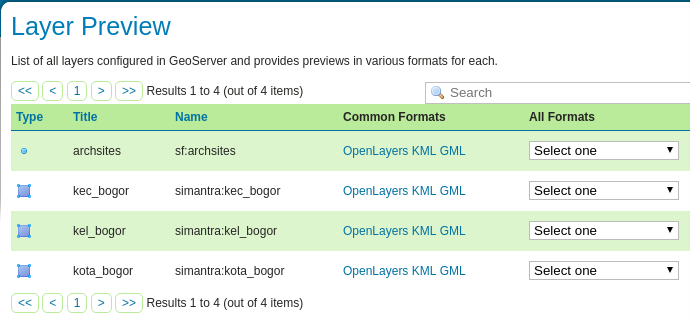 Layer Preview
List of all layers configured in GeoServer and provides previews in various formats for each.
<< < 1 > >> Results 1 to 4 (out of 4 items) Search
Type Title Name Common Formats All Formats
archsites sf:archsites OpenLayers KML GML Select one
kec_bogor simantra:kec_bogor OpenLayers KML GML Select one
kel_bogor simantra:kel_bogor OpenLayers KML GML Select one
kota_bogor simantra:kota_bogor OpenLayers KML GML Select one
<< < 1 > >> Results 1 to 4 (out of 4 items)